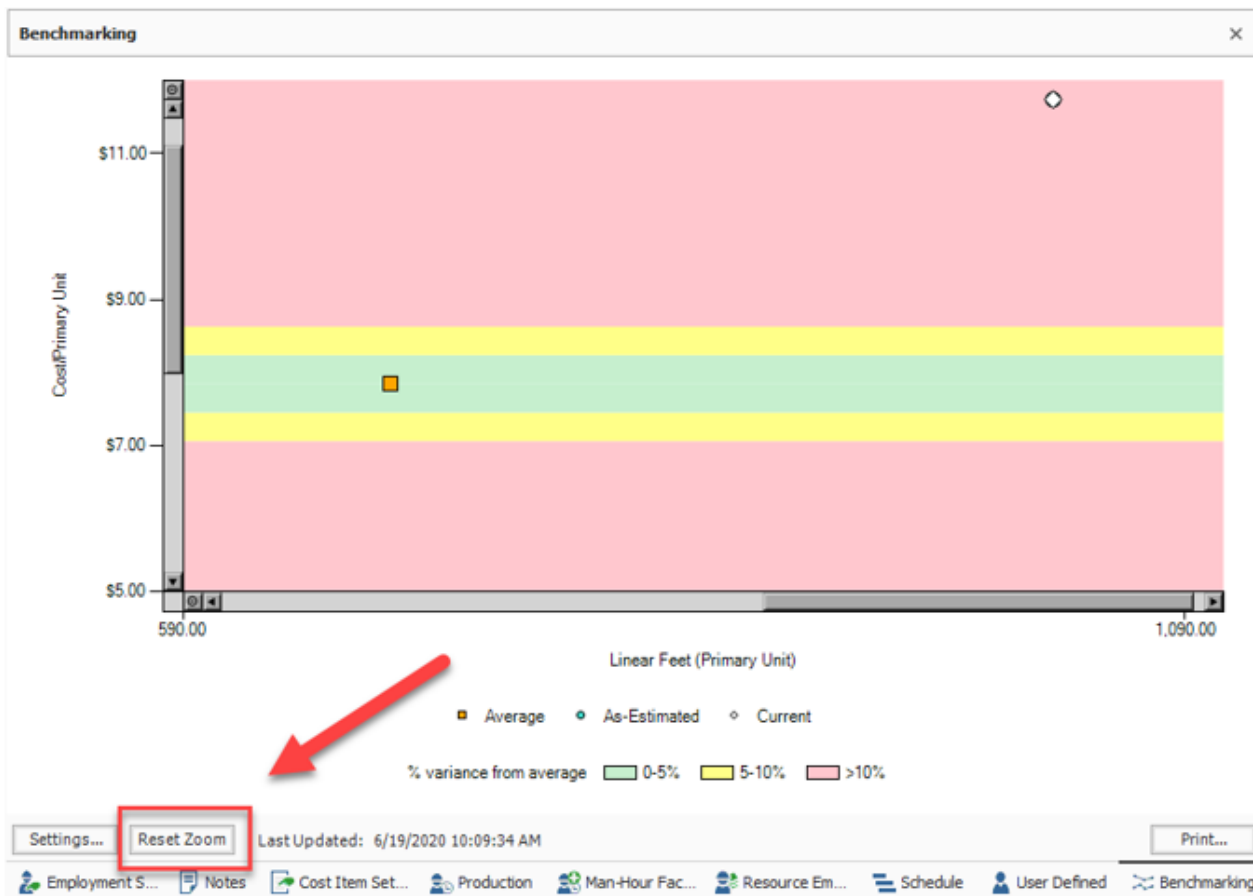 Benchmarking
$11.00
$9.00
$7.00
$5.00
Cost/Primary Unit
590.00 1,090.00
Linear Feet (Primary Unit)
Average As-Estimated Current
% variance from average 0-5% 5-10% >10%
Settings... Reset Zoom Last Updated: 6/19/2020 10:09:34 AM Print...
Employment S... Notes Cost Item Set... Production Man-Hour Fac... Resource Em... Schedule User Defined Benchmarking